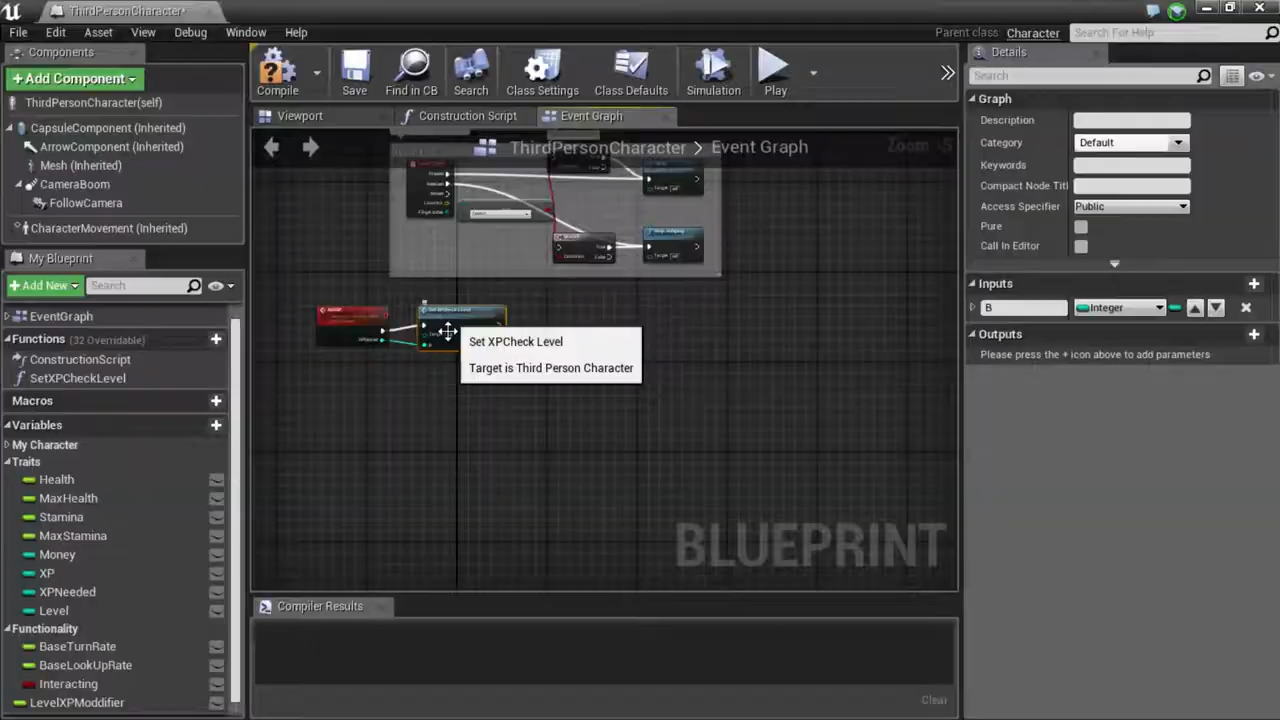 ThirdPersonCharacter*
File Edit Asset View Debug Window Help
Parent class: Character Search For Help
Components
+Add Component
ThirdPersonCharacter(self)
CapsuleComponent (Inherited)
ArrowComponent (Inherited)
Mesh (Inherited)
CameraBoom
FollowCamera
CharacterMovement (Inherited)
My Blueprint
+Add New Search
EventGraph
Functions (32 Overridable)
ConstructionScript
SetXPCheckLevel
Macros
Variables
My Character
Traits
Health
MaxHealth
Stamina
MaxStamina
Money
XP
XPNeeded
Level
Functionality
BaseTurnRate
BaseLookUpRate
Interacting
LevelXPModdifier
Compile Save Find in CB Search Class Settings Class Defaults Simulation Play
Viewport Construction Script Event Graph
ThirdPersonCharacter > Event Graph
Zoom -5
Set XPCheck Level
Target is Third Person Character
BLUEPRINT
Compiler Results
Clear
Details
Search
Graph
Description
Category Default
Keywords
Compact Node Titl
Access Specifier Public
Pure
Call In Editor
Inputs
B Integer
Outputs
Please press the + icon above to add parameters